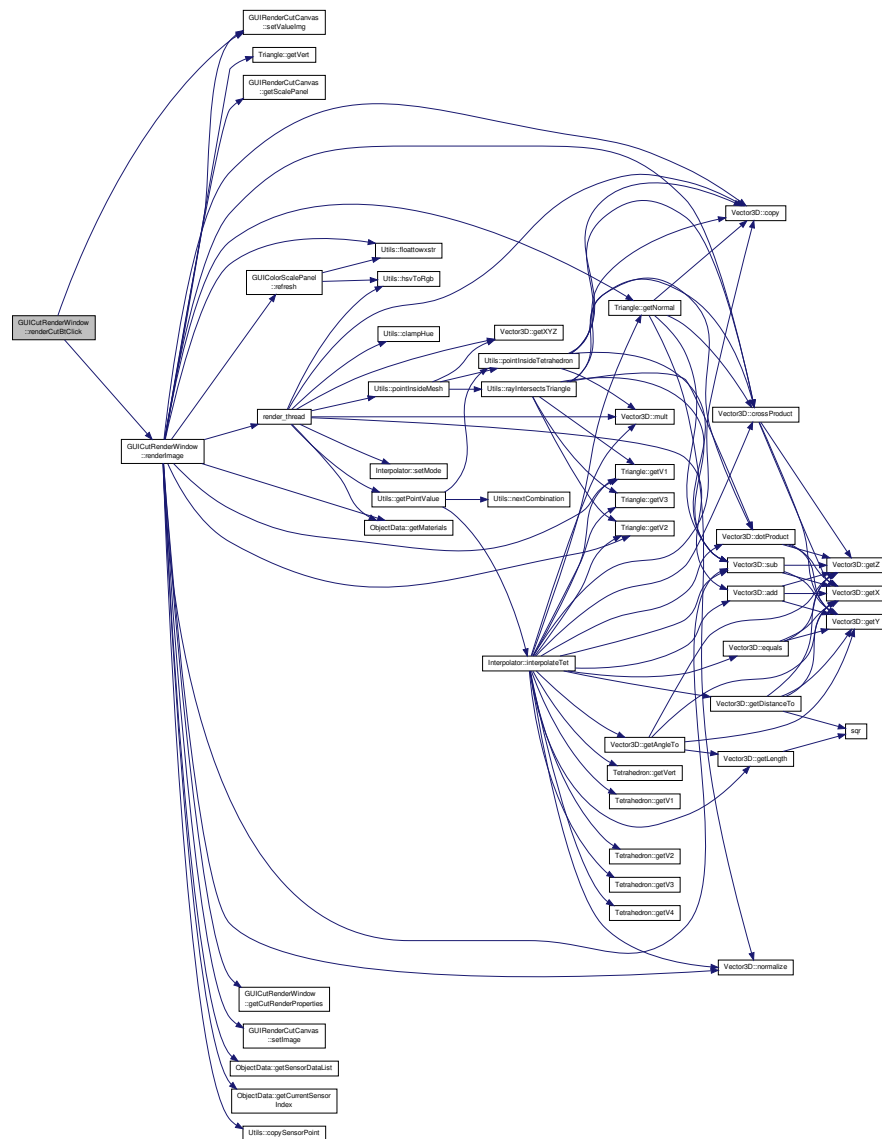 GUIRenderCutCanvas
::setValueImg
Triangle::getVert
GUIRenderCutCanvas
::getScalePanel
Vector3D::copy
Utils::floattowxstr
GUIColorScalePanel
::refresh
Utils::hsvToRgb
Triangle::getNormal
GUICutRenderWindow
::renderCutBtClick
Utils::clampHue
Vector3D::getXYZ
Utils::pointInsideTetrahedron
Utils::pointInsideMesh
Utils::rayIntersectsTriangle
render_thread
Vector3D::mult
Vector3D::crossProduct
GUICutRenderWindow
::renderImage
Interpolator::setMode
Triangle::getV1
Utils::getPointValue
Utils::nextCombination
Triangle::getV3
ObjectData::getMaterials
Triangle::getV2
Vector3D::dotProduct
Vector3D::sub
Vector3D::getZ
Vector3D::add
Vector3D::getX
Vector3D::getY
Vector3D::equals
Interpolator::interpolateTet
Vector3D::getDistanceTo
sqr
Vector3D::getAngleTo
Vector3D::getLength
Tetrahedron::getVert
Tetrahedron::getV1
Tetrahedron::getV2
Tetrahedron::getV3
Tetrahedron::getV4
Vector3D::normalize
GUICutRenderWindow
::getCutRenderProperties
GUIRenderCutCanvas
::setImage
ObjectData::getSensorDataList
ObjectData::getCurrentSensor
Index
Utils::copySensorPoint